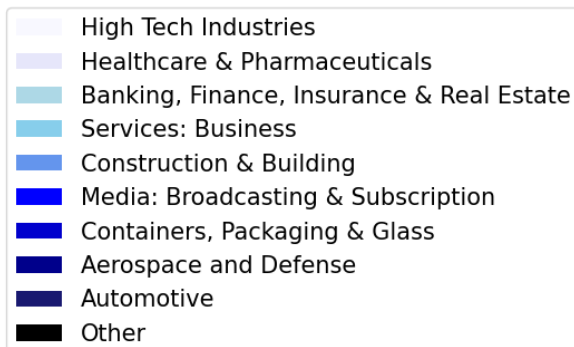 High Tech Industries
Healthcare & Pharmaceuticals
Banking, Finance, Insurance & Real Estate
Services: Business
Construction & Building
Media: Broadcasting & Subscription
Containers, Packaging & Glass
Aerospace and Defense
Automotive
Other